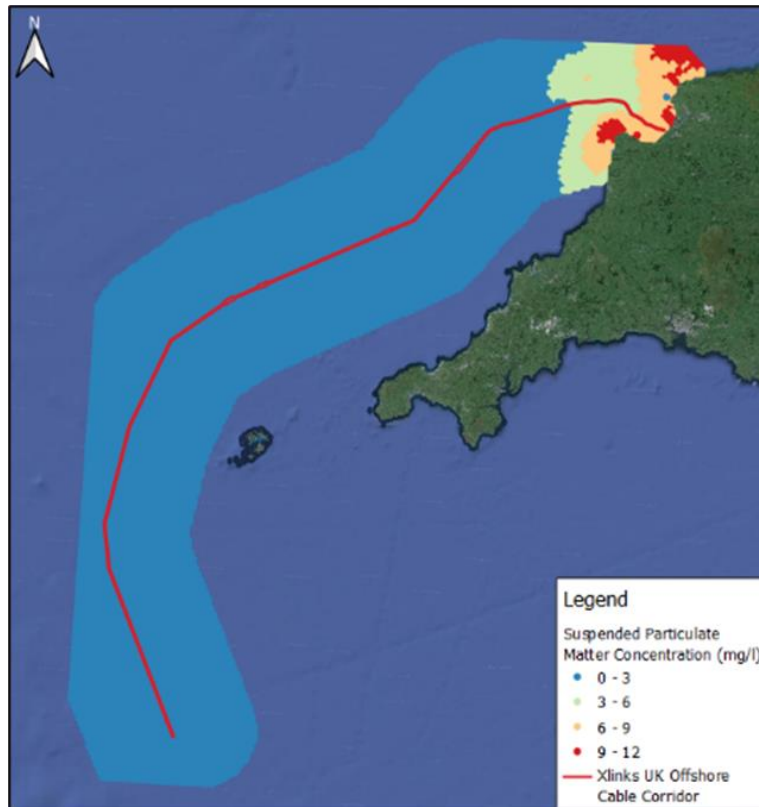 N
Legend
Suspended Particulate
Matter Concentration (mg/l)
0 - 3
3 - 6
6 - 9
9 - 12
Xlinks UK Offshore
Cable Corridor